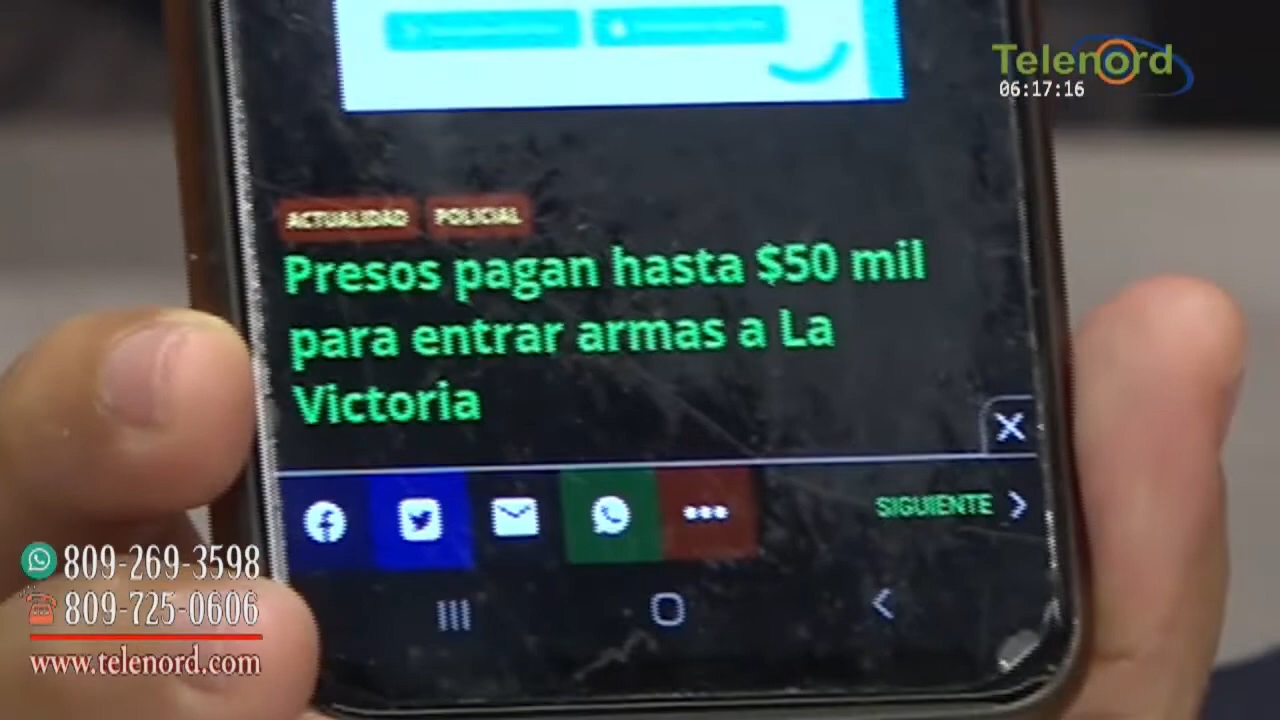 Telenord
06:17:16
ACTUALIDAD POLICIAL
Presos pagan hasta $50 mil
para entrar armas a La
Victoria
SIGUIENTE
809-269-3598
809-725-0606
www.telenord.com